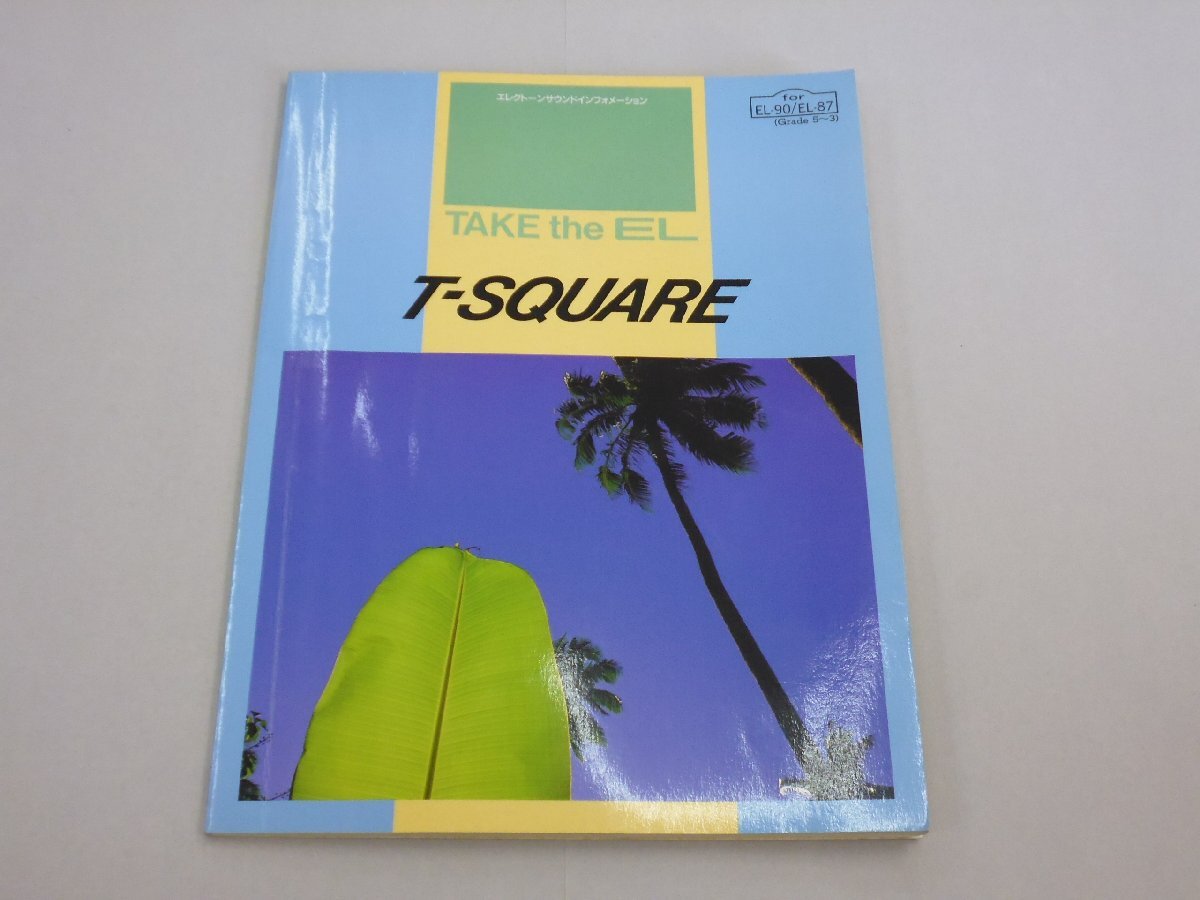 エレクトーンサウンドインフォメーション
for
EL-90/EL-87
(Grade 5~3)
TAKE the EL
T-SQUARE